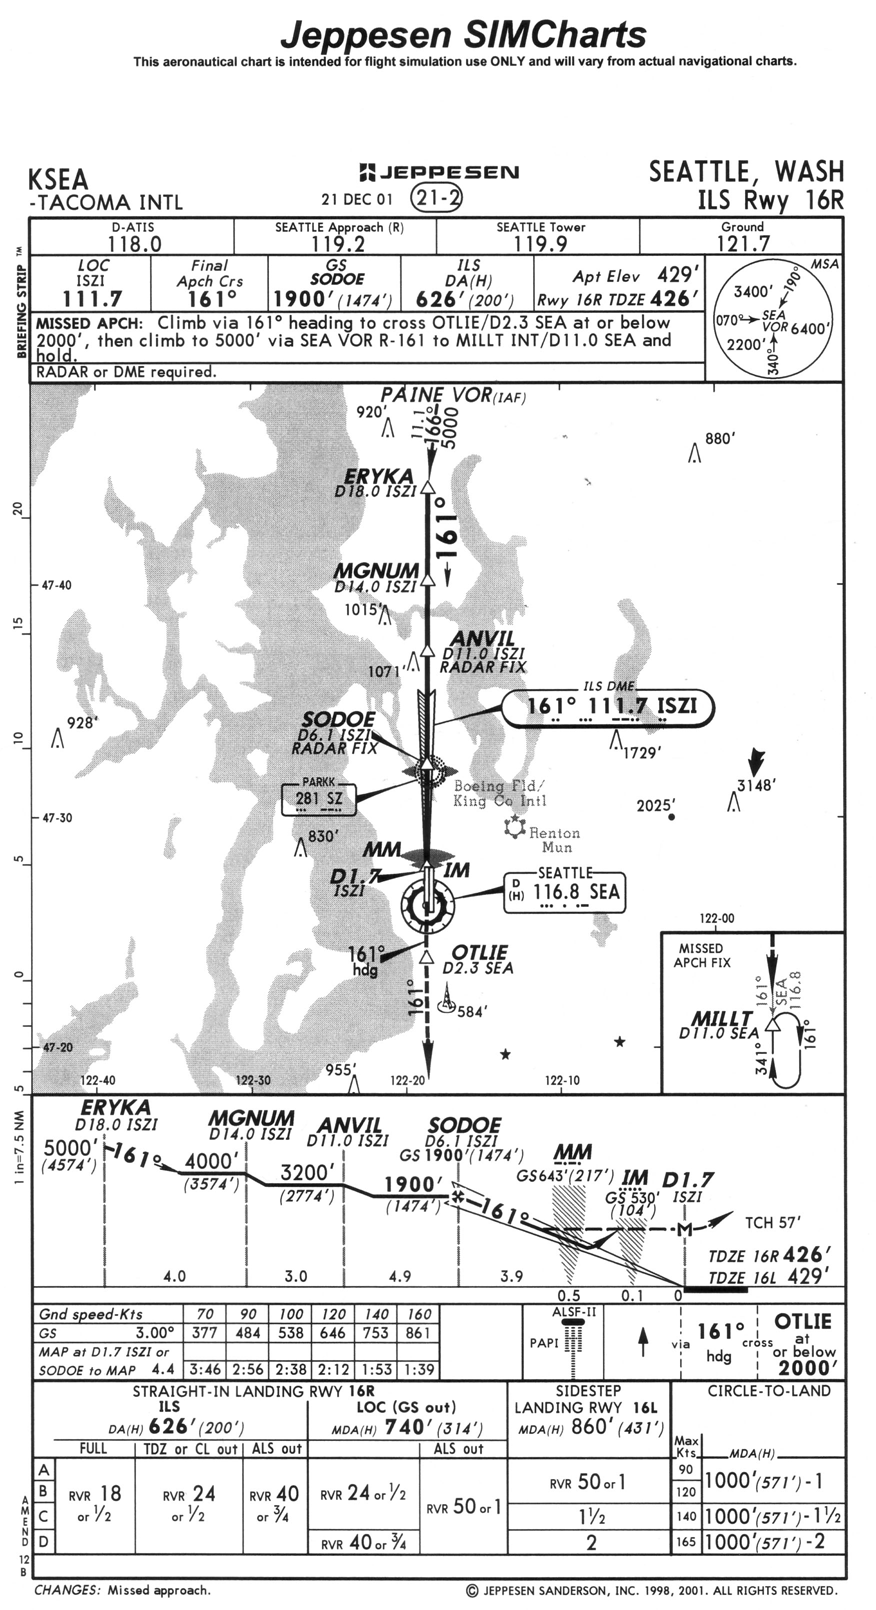 Jeppesen SIMCharts
This aeronautical chart is intended for flight simulation use ONLY and will vary from actual navigational charts.
KSEA
-TACOMA INTL
JEPPESEN
21 DEC 01
21-2
SEATTLE, WASH
ILS Rwy 16R
BRIEFING STRIP TM
D-ATIS
118.0
SEATTLE Approach (R)
119.2
SEATTLE Tower
119.9
Ground
121.7
LOC
ISZI
111.7
Final
Apch Crs
161°
GS
SODOE
1900' (1474')
ILS
DA(H)
626' (200')
Apt Elev 429'
Rwy 16R TDZE 426'
MSA
3400'
190°
070°
SEA
VOR
6400'
2200'
340°
MISSED APCH: Climb via 161° heading to cross OTLIE/D2.3 SEA at or below
2000', then climb to 5000' via SEA VOR R-161 to MILLT INT/D11.0 SEA and
hold.
RADAR or DME required.
PAINE VOR(IAF)
920'
11.1
166°
5000
880'
ERYKA
D18.0 ISZI
161°
20
MGNUM
D14.0 ISZI
47-40
1015'
15
ANVIL
D11.0 ISZI
RADAR FIX
1071'
ILS DME
161° 111.7 ISZI
SODOE
D6.1 ISZI
RADAR FIX
928'
10
1729'
PARKK
281 SZ
Boeing Fld/
King Co Intl
3148'
2025'
47-30
Renton
Mun
830'
MM
5
IM
D1.7
ISZI
SEATTLE
D
(H)
116.8 SEA
122-00
161°
hdg
OTLIE
D2.3 SEA
MISSED
APCH FIX
0
161°
584'
161°
SEA
116.8
MILLT
D11.0 SEA
341°
161°
47-20
955'
5
122-40
122-30
122-20
122-10
1 in=7.5 NM
ERYKA
D18.0 ISZI
MGNUM
D14.0 ISZI
ANVIL
D11.0 ISZI
SODOE
D6.1 ISZI
GS 1900'(1474')
5000'
(4574')
161°
4000'
(3574')
3200'
(2774')
1900'
(1474')
161°
MM
GS643'(217')
IM
GS 530'
(104')
D1.7
ISZI
M
TCH 57'
TDZE 16R 426'
TDZE 16L 429'
4.0
3.0
4.9
3.9
0.5
0.1
0
Gnd speed-Kts 70 90 100 120 140 160
GS 3.00° 377 484 538 646 753 861
MAP at D1.7 ISZI or
SODOE to MAP 4.4 3:46 2:56 2:38 2:12 1:53 1:39
ALSF-II
PAPI
via
161°
hdg
cross
OTLIE
at
or below
2000'
STRAIGHT-IN LANDING RWY 16R
ILS
DA(H) 626' (200')
LOC (GS out)
MDA(H) 740' (314')
SIDESTEP
LANDING RWY 16L
MDA(H) 860' (431')
CIRCLE-TO-LAND
FULL
TDZ or CL out
ALS out
ALS out
Max
Kts
MDA(H)
A
B
C
D
RVR 18
or 1/2
RVR 24
or 1/2
RVR 40
or 3/4
RVR 24 or 1/2
RVR 40 or 3/4
RVR 50 or 1
RVR 50 or 1
1 1/2
2
90
120
1000'(571')-1
140
1000'(571')-1 1/2
165
1000'(571')-2
AMEND
12
B
CHANGES: Missed approach.
© JEPPESEN SANDERSON, INC. 1998, 2001. ALL RIGHTS RESERVED.